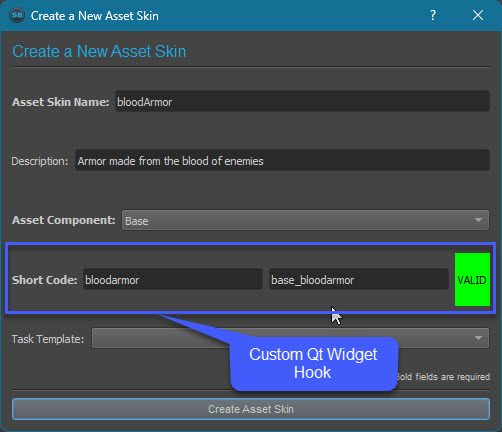 SB Create a New Asset Skin ?
Create a New Asset Skin
Asset Skin Name: bloodArmor
Description: Armor made from the blood of enemies
Asset Component: Base
Short Code: bloodarmor base_bloodarmor VALID
Task Template:
Custom Qt Widget
Hook
Bold fields are required
Create Asset Skin